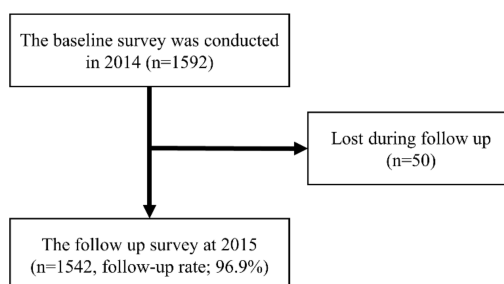 The baseline survey was conducted
in 2014 (n=1592)
Lost during follow up
(n=50)
The follow up survey at 2015
(n=1542, follow-up rate; 96.9%)